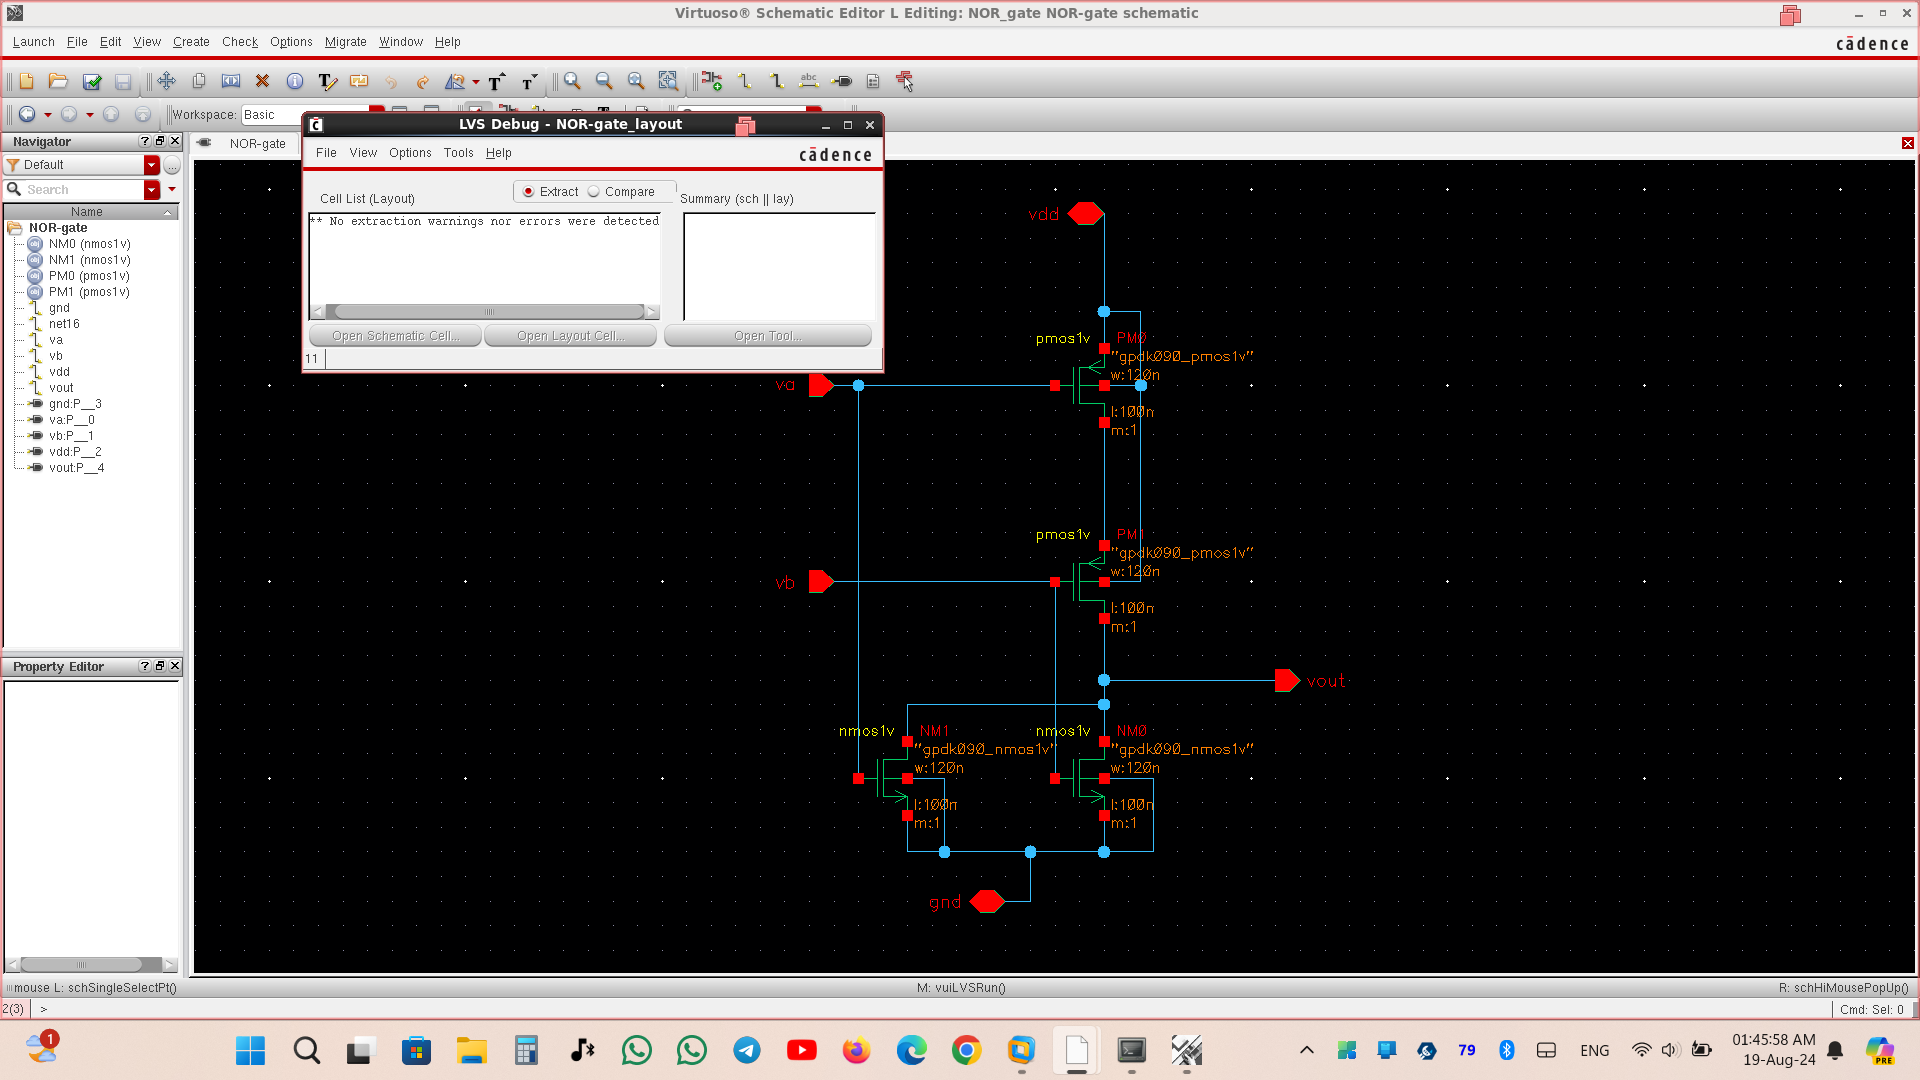 Virtuoso® Schematic Editor L Editing: NOR_gate NOR-gate schematic
Launch File Edit View Create Check Options Migrate Window Help
cādence
Workspace: Basic
Navigator
Default
Search
Name
NOR-gate
NM0 (nmos1v)
NM1 (nmos1v)
PM0 (pmos1v)
PM1 (pmos1v)
gnd
net16
va
vb
vdd
vout
gnd:P__3
va:P__0
vb:P__1
vdd:P__2
vout:P__4
Property Editor
NOR-gate
LVS Debug - NOR-gate_layout
File View Options Tools Help
cādence
Cell List (Layout)
Extract Compare
Summary (sch || lay)
** No extraction warnings nor errors were detected
Open Schematic Cell...
Open Layout Cell...
Open Tool...
11
vdd
pmos1v PM0
"gpdk090_pmos1v"
w:120n
va
l:100n
m:1
pmos1v PM1
"gpdk090_pmos1v"
w:120n
vb
l:100n
m:1
vout
nmos1v NM1
"gpdk090_nmos1v"
w:120n
l:100n
m:1
nmos1v NM0
"gpdk090_nmos1v"
w:120n
l:100n
m:1
gnd
mouse L: schSingleSelectPt()
M: vuiLVSRun()
R: schHiMousePopUp()
2(3) >
Cmd: Sel: 0
1
79
ENG
01:45:58 AM
19-Aug-24
PRE